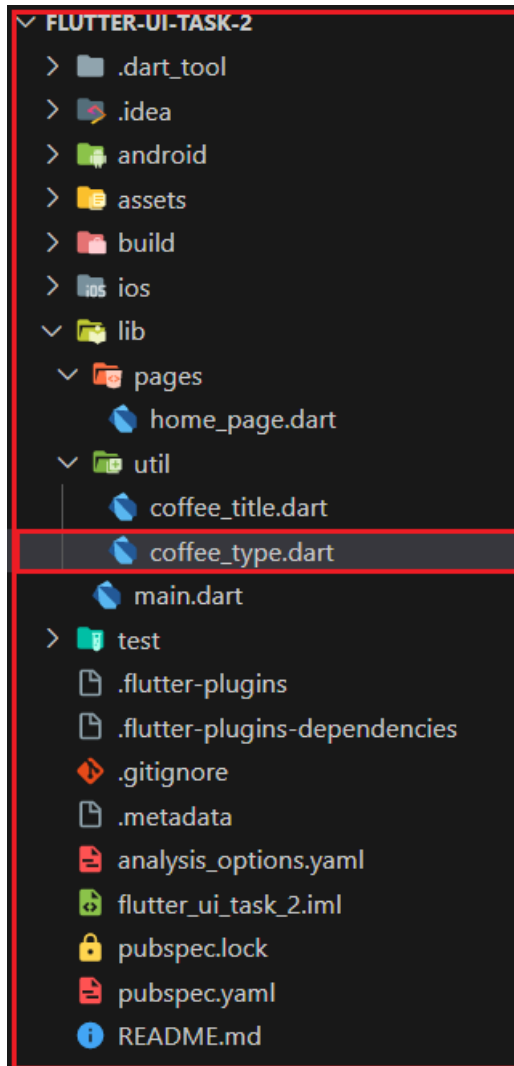 FLUTTER-UI-TASK-2
.dart_tool
.idea
android
assets
build
iOS ios
lib
pages
home_page.dart
util
coffee_title.dart
coffee_type.dart
main.dart
test
.flutter-plugins
.flutter-plugins-dependencies
.gitignore
.metadata
analysis_options.yaml
flutter_ui_task_2.iml
pubspec.lock
pubspec.yaml
README.md